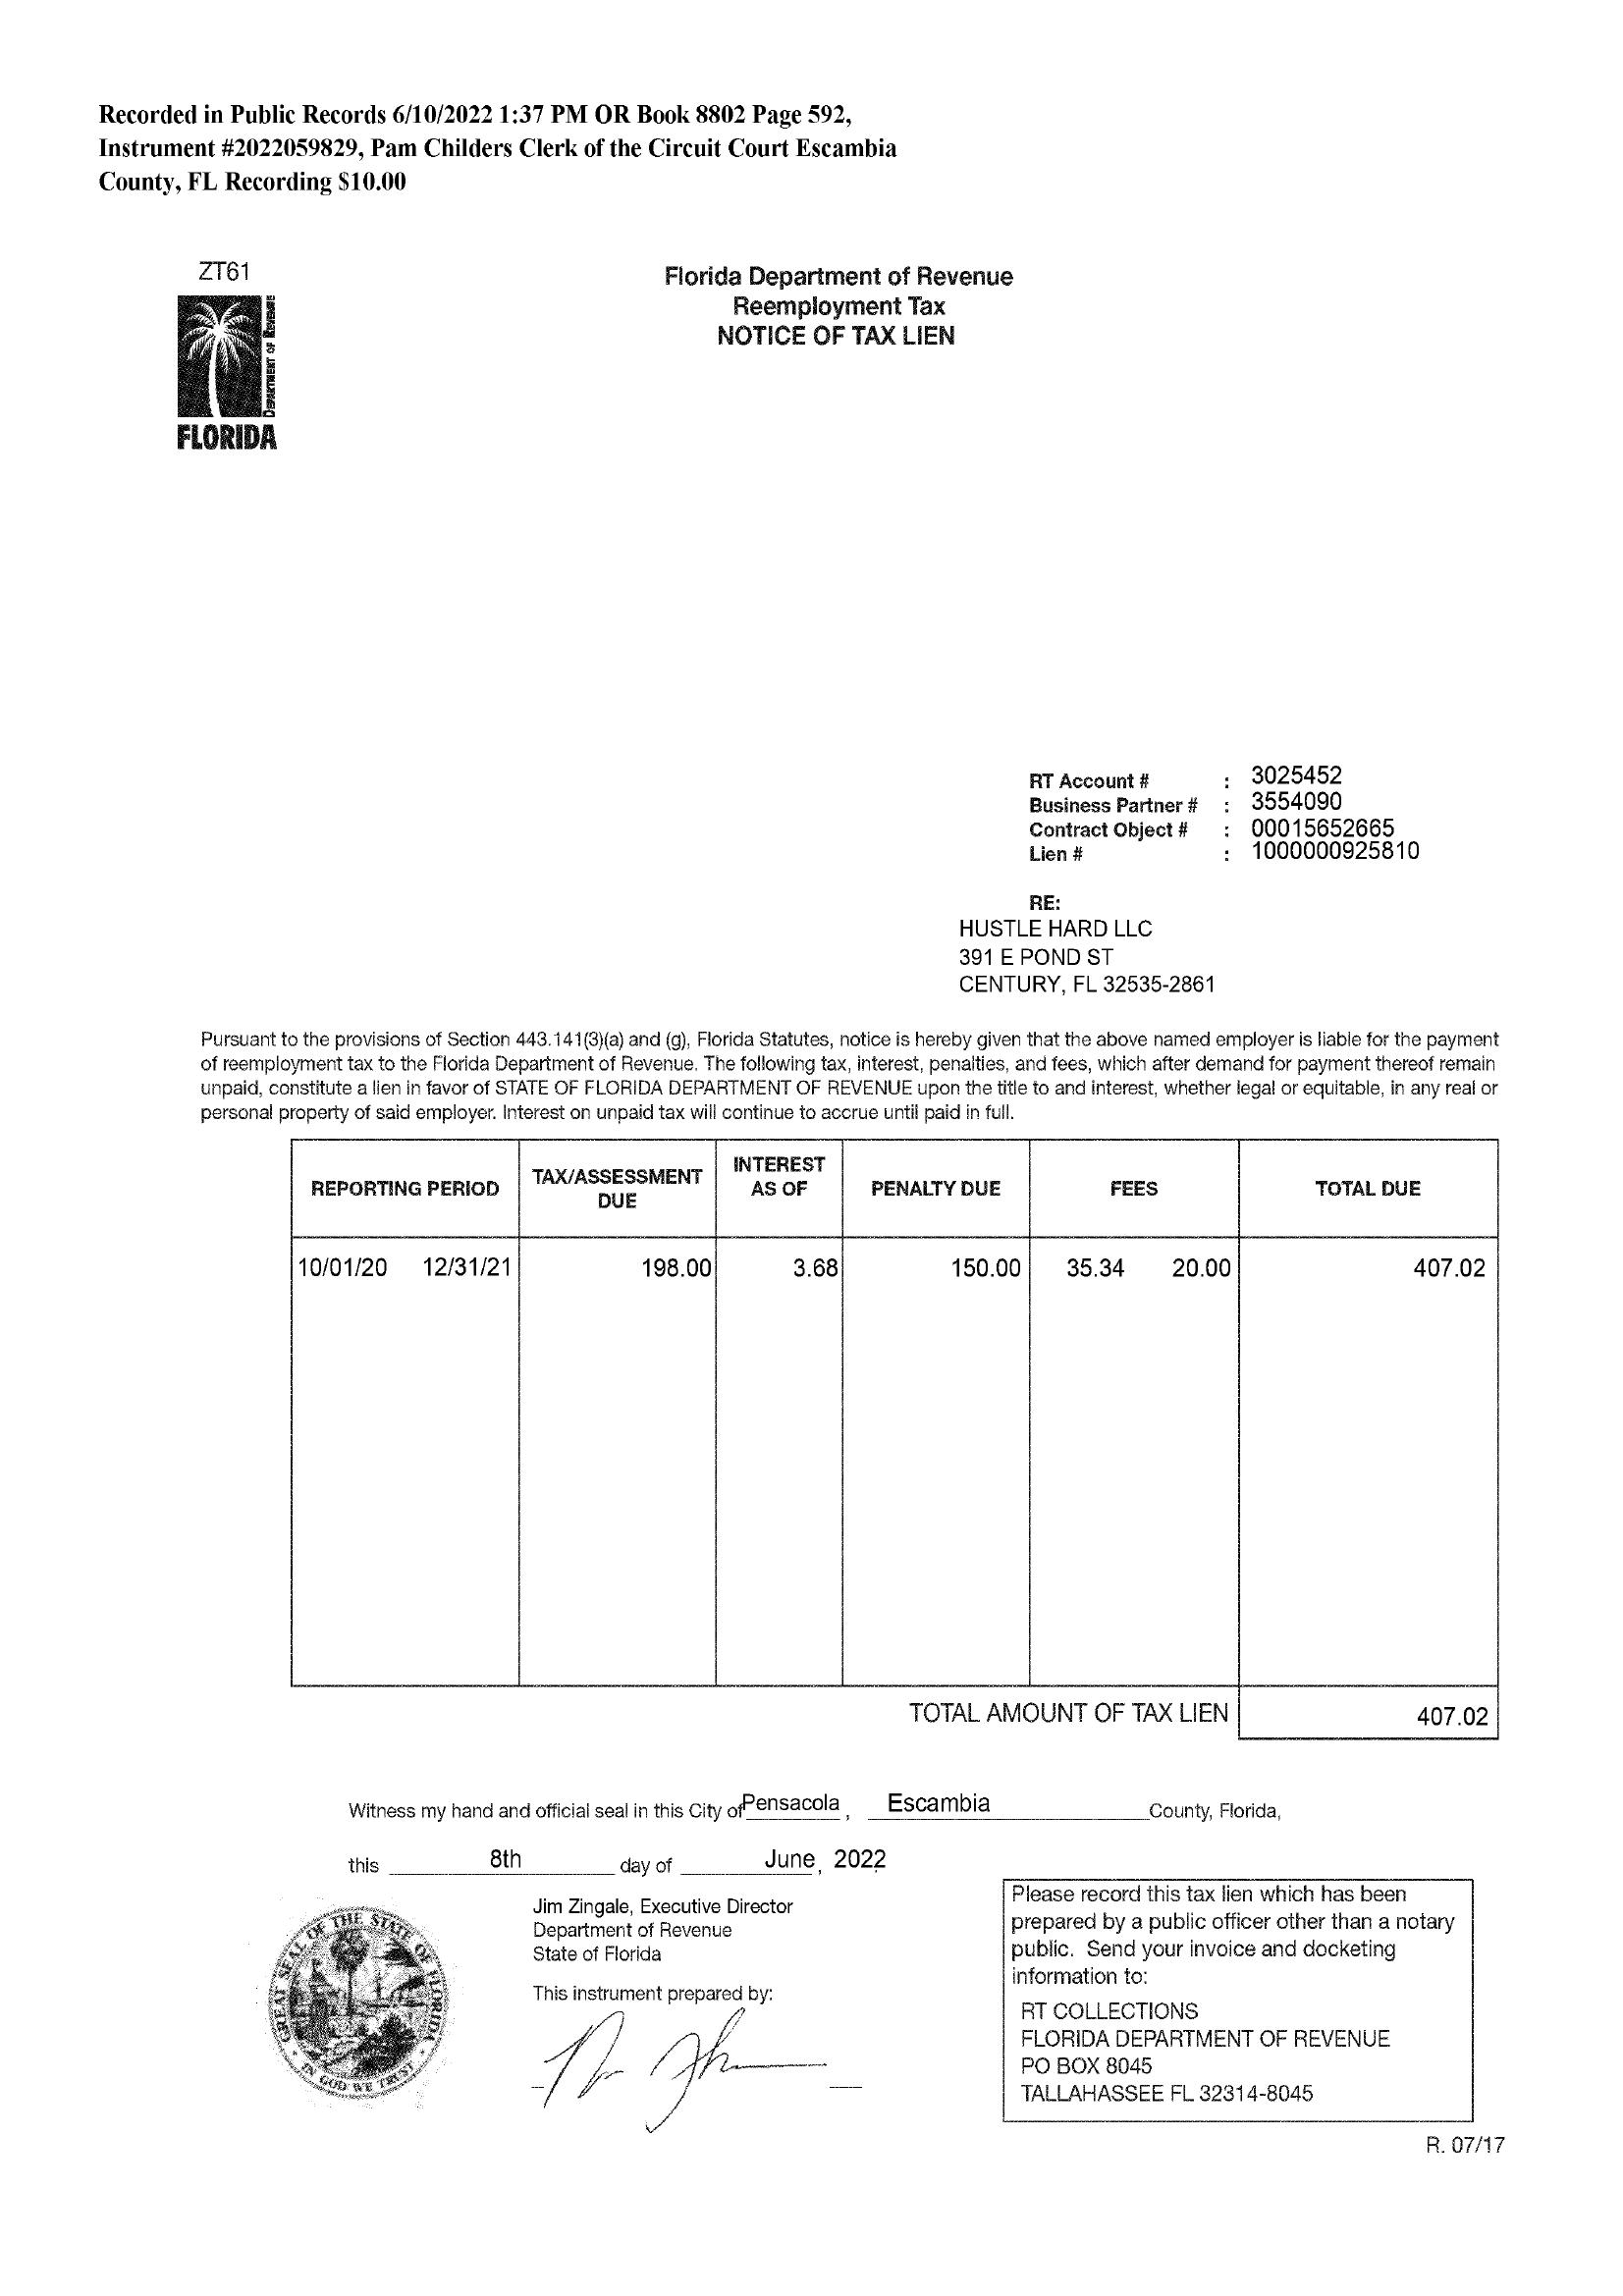 Recorded in Public Records 6/10/2022 1:37 PM OR Book 8802 Page 592,
Instrument #2022059829, Pam Childers Clerk of the Circuit Court Escambia
County, FL Recording $10.00
ZT61
DEPARTMENT OF REVENUE
FLORIDA
Florida Department of Revenue
Reemployment Tax
NOTICE OF TAX LIEN
RT Account # : 3025452
Business Partner # : 3554090
Contract Object # : 00015652665
Lien # : 1000000925810
RE:
HUSTLE HARD LLC
391 E POND ST
CENTURY, FL 32535-2861
Pursuant to the provisions of Section 443.141(3)(a) and (g), Florida Statutes, notice is hereby given that the above named employer is liable for the payment
of reemployment tax to the Florida Department of Revenue. The following tax, interest, penalties, and fees, which after demand for payment thereof remain
unpaid, constitute a lien in favor of STATE OF FLORIDA DEPARTMENT OF REVENUE upon the title to and interest, whether legal or equitable, in any real or
personal property of said employer. Interest on unpaid tax will continue to accrue until paid in full.
REPORTING PERIOD TAX/ASSESSMENT DUE INTEREST AS OF PENALTY DUE FEES TOTAL DUE
10/01/20 12/31/21 198.00 3.68 150.00 35.34 20.00 407.02
TOTAL AMOUNT OF TAX LIEN 407.02
Witness my hand and official seal in this City of Pensacola, Escambia County, Florida,
this 8th day of June, 2022
GREAT SEAL OF THE STATE OF FLORIDA
IN GOD WE TRUST
Jim Zingale, Executive Director
Department of Revenue
State of Florida
This instrument prepared by:
Please record this tax lien which has been
prepared by a public officer other than a notary
public. Send your invoice and docketing
information to:
RT COLLECTIONS
FLORIDA DEPARTMENT OF REVENUE
PO BOX 8045
TALLAHASSEE FL 32314-8045
R. 07/17